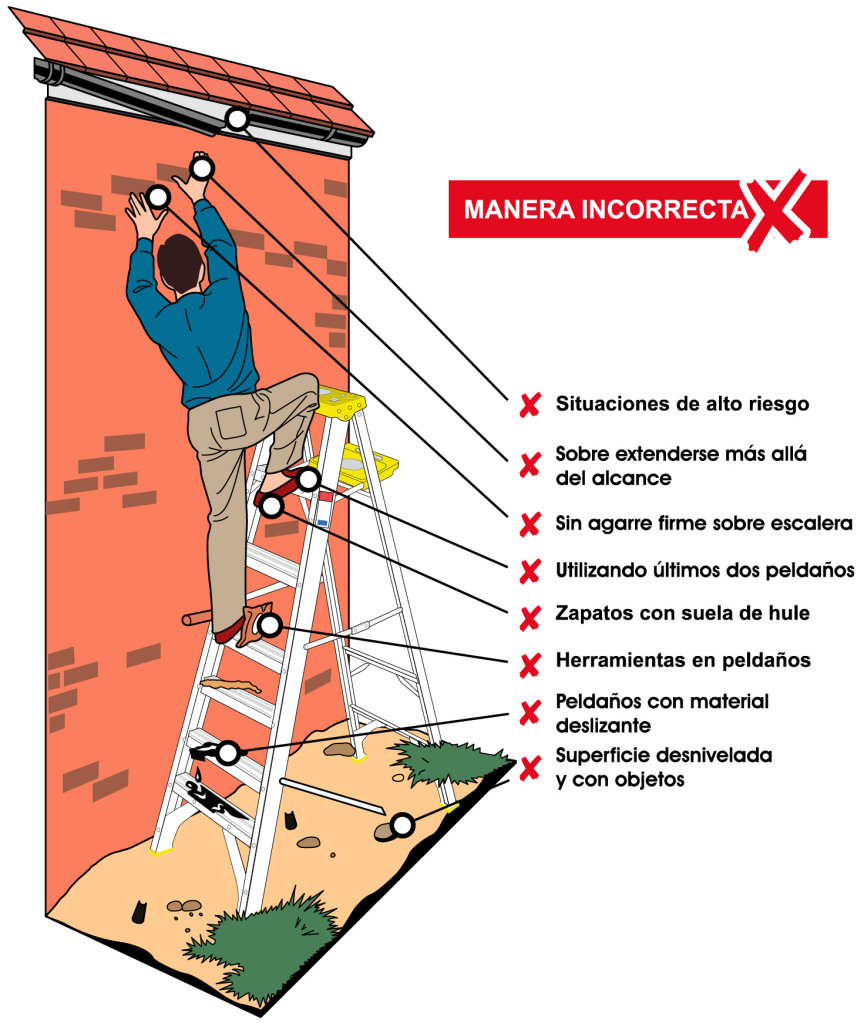 MANERA INCORRECTA
Situaciones de alto riesgo
Sobre extenderse más allá
del alcance
Sin agarre firme sobre escalera
Utilizando últimos dos peldaños
Zapatos con suela de hule
Herramientas en peldaños
Peldaños con material
deslizante
Superficie desnivelada
y con objetos